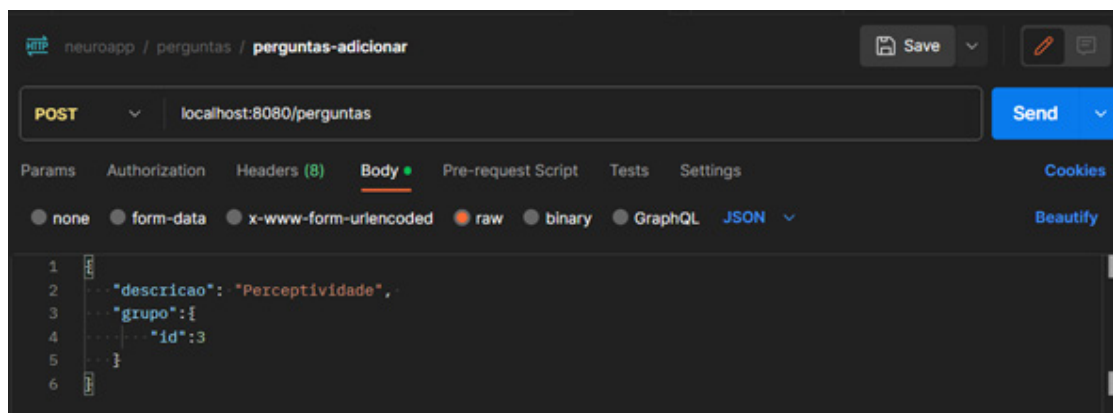 HTTP neuroapp / perguntas / perguntas-adicionar Save
POST localhost:8080/perguntas Send
Params Authorization Headers (8) Body Pre-request Script Tests Settings Cookies
none form-data x-www-form-urlencoded raw binary GraphQL JSON Beautify
1 {
2 "descricao": "Perceptividade",
3 "grupo":{
4 "id":3
5 }
6 }